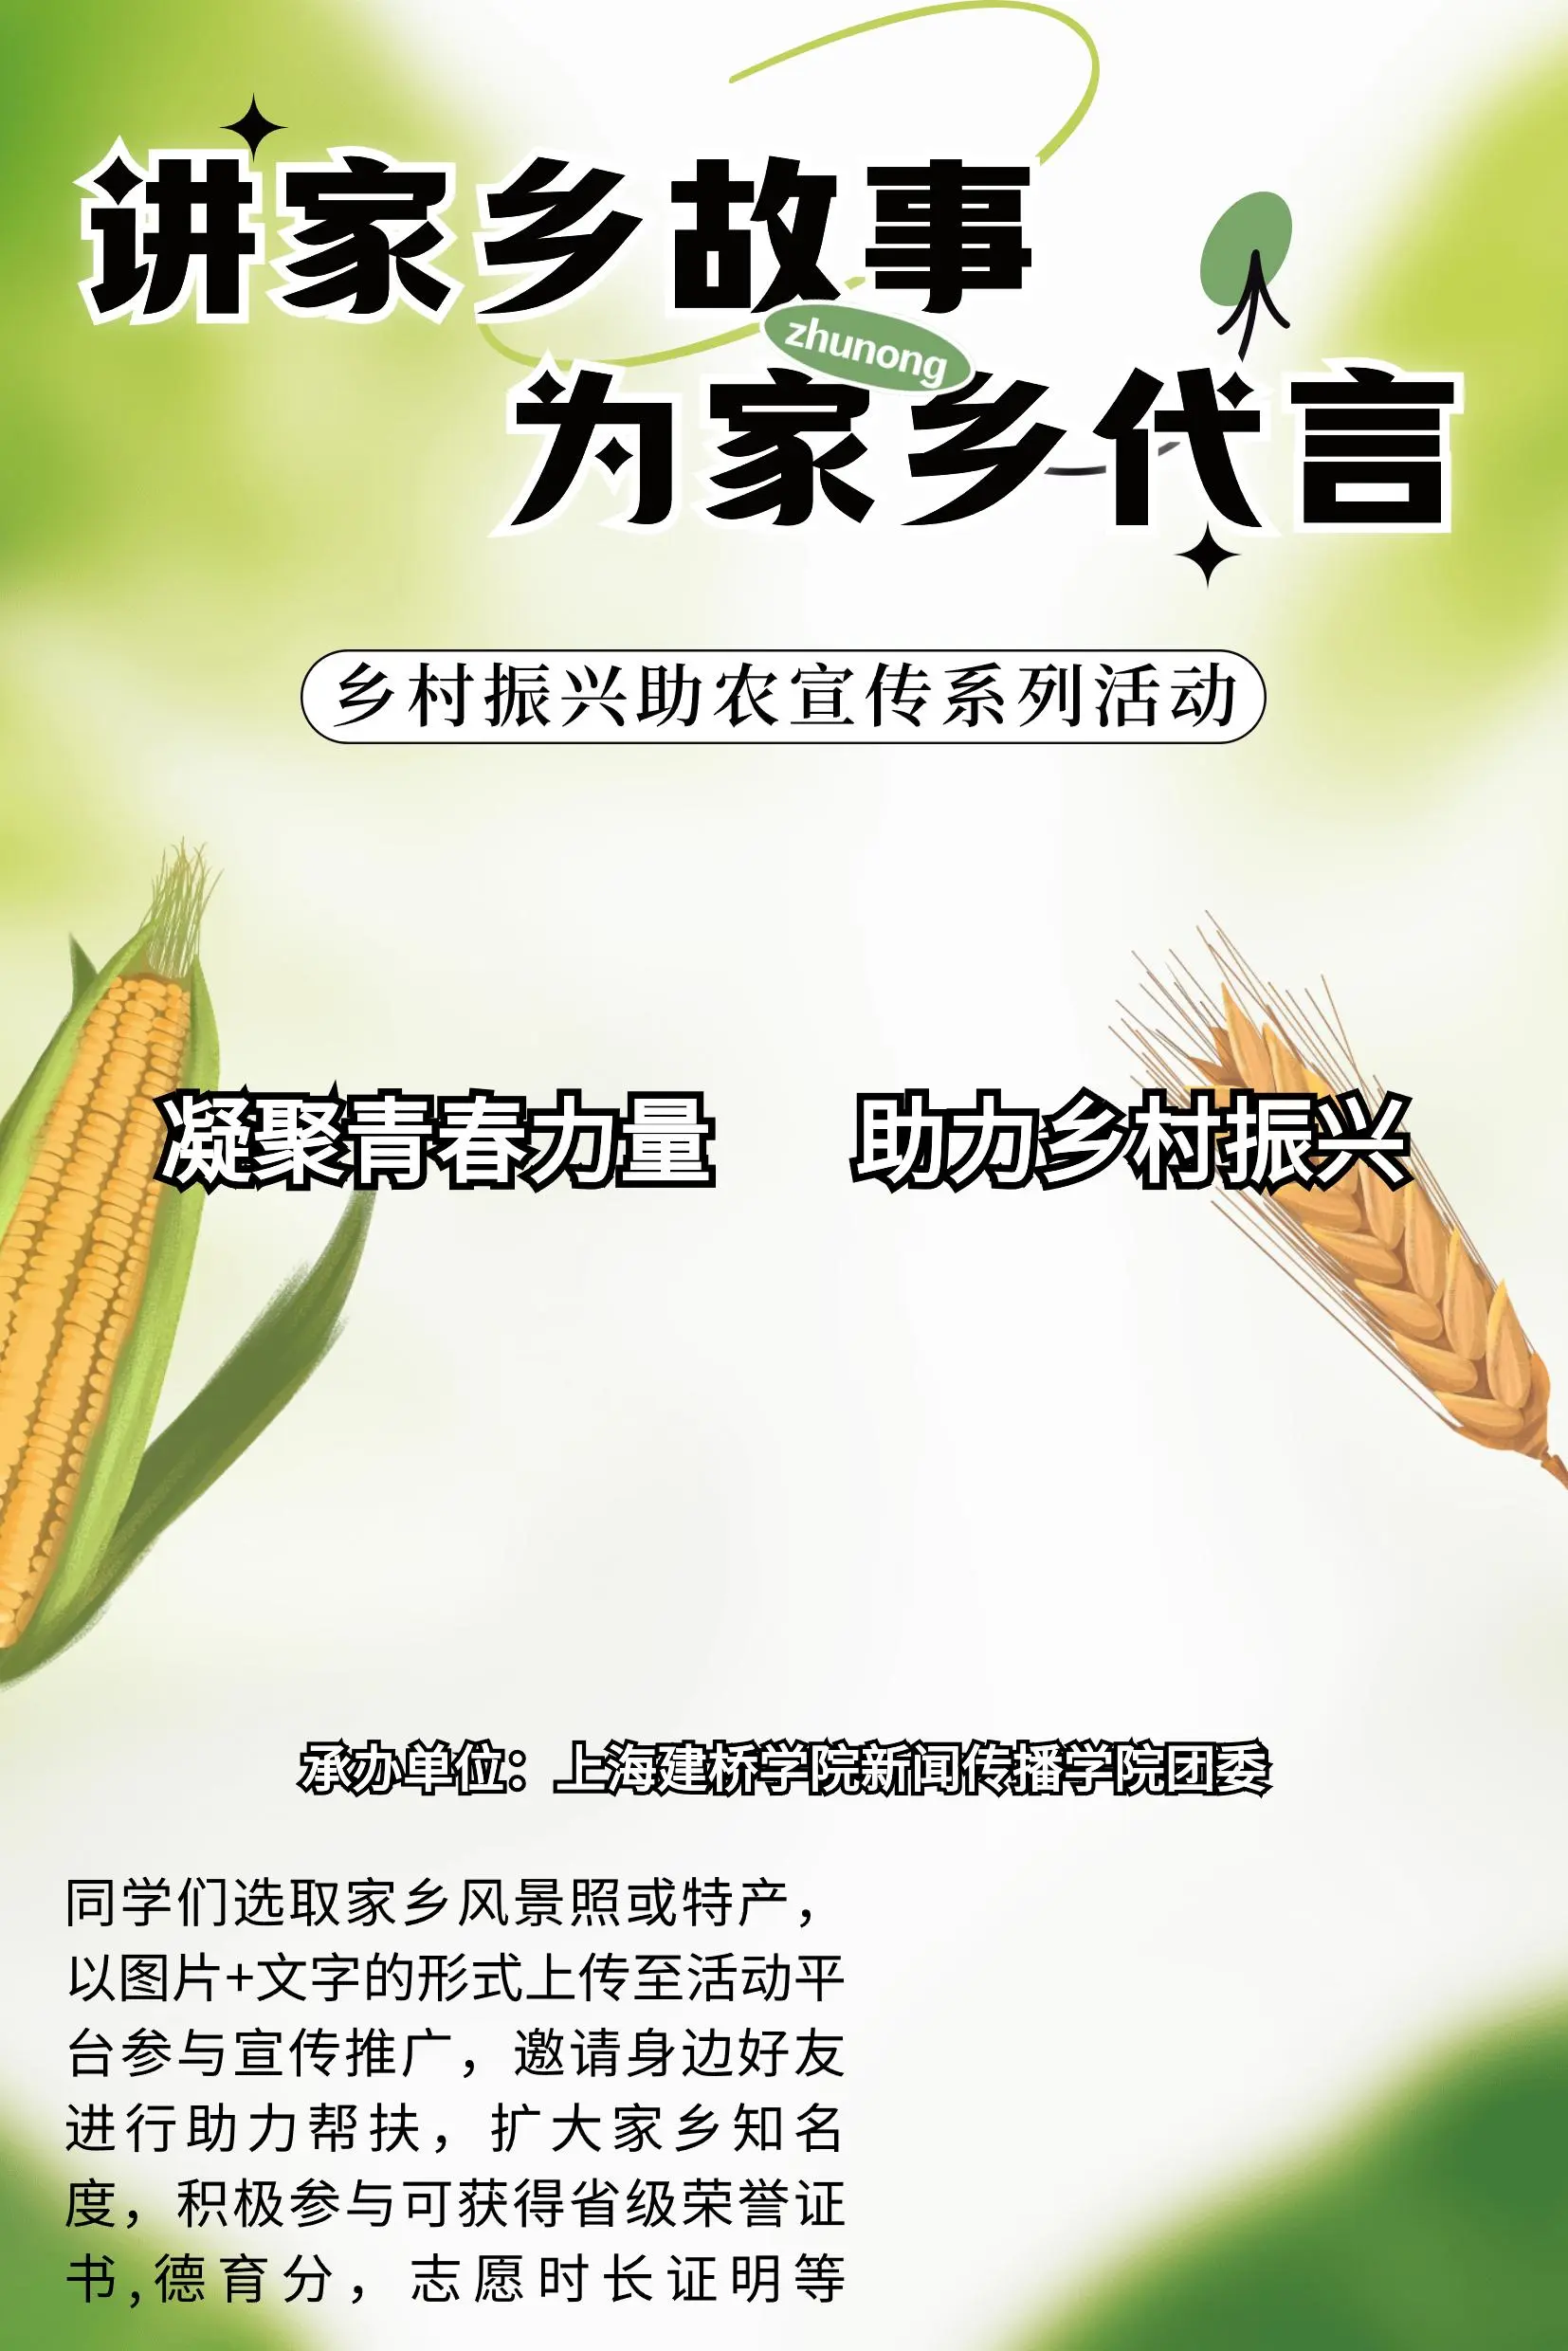 讲家乡故事
zhunong
为家乡代言
乡村振兴助农宣传系列活动
凝聚青春力量 助力乡村振兴
承办单位：上海建桥学院新闻传播学院团委
同学们选取家乡风景照或特产，
以图片+文字的形式上传至活动平
台参与宣传推广，邀请身边好友
进行助力帮扶，扩大家乡知名
度，积极参与可获得省级荣誉证
书,德育分，志愿时长证明等